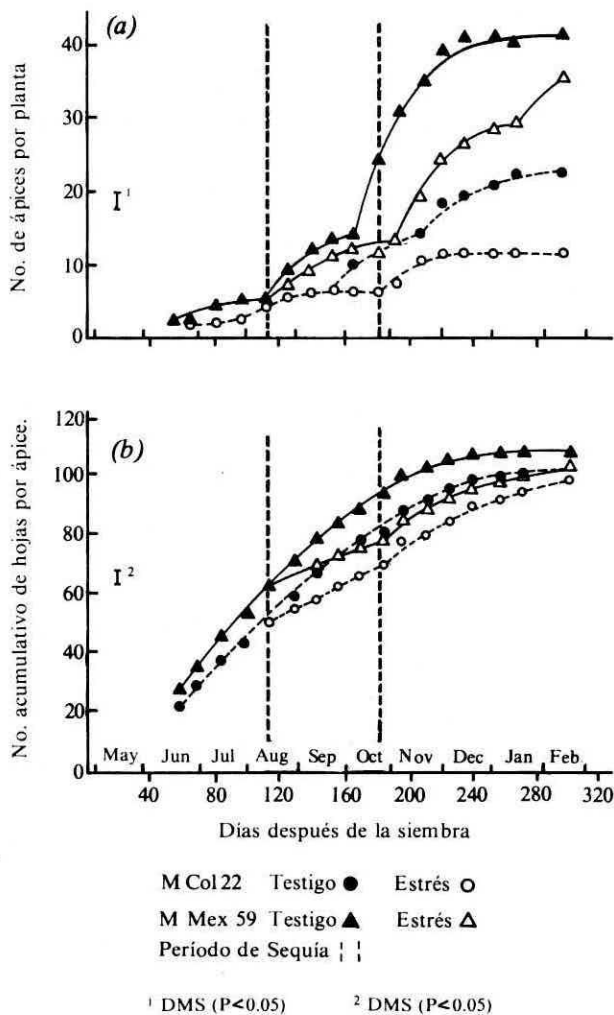 (a)
No. de ápices por planta
40
30
20
10
0
I¹
(b)
No. acumulativo de hojas por ápice.
120
100
80
60
40
20
0
I²
May Jun Jul Aug Sep Oct Nov Dec Jan Feb.
40 80 120 160 200 240 280 320
Días después de la siembra
M Col 22 Testigo ● Estrés ○
M Mex 59 Testigo ▲ Estrés △
Período de Sequía ¦ ¦
¹ DMS (P<0.05) ² DMS (P<0.05)